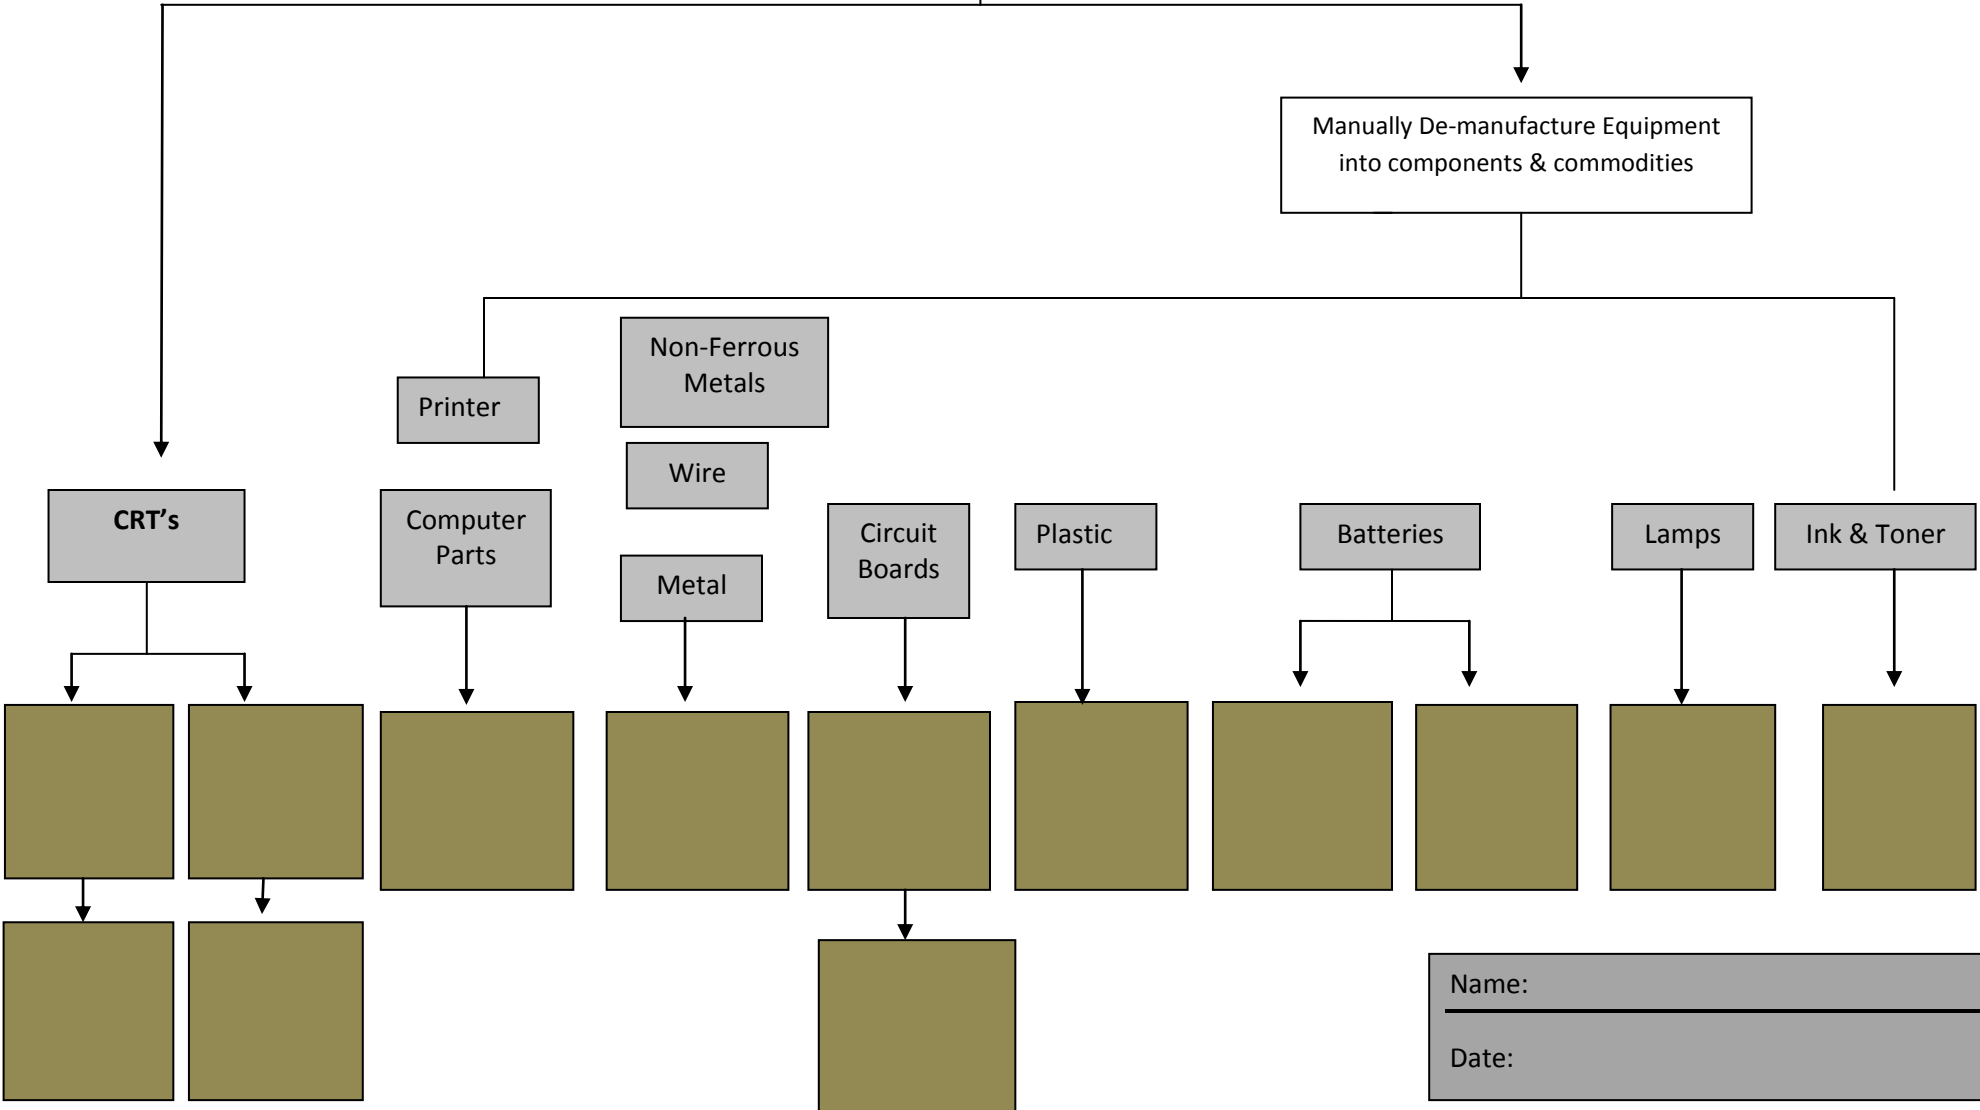 Manually De-manufacture Equipment
into components & commodities
Non-Ferrous
Metals
Printer
Wire
CRT’s
Computer
Parts
Metal
Circuit
Boards
Plastic
Batteries
Lamps
Ink & Toner
Name:
Date: